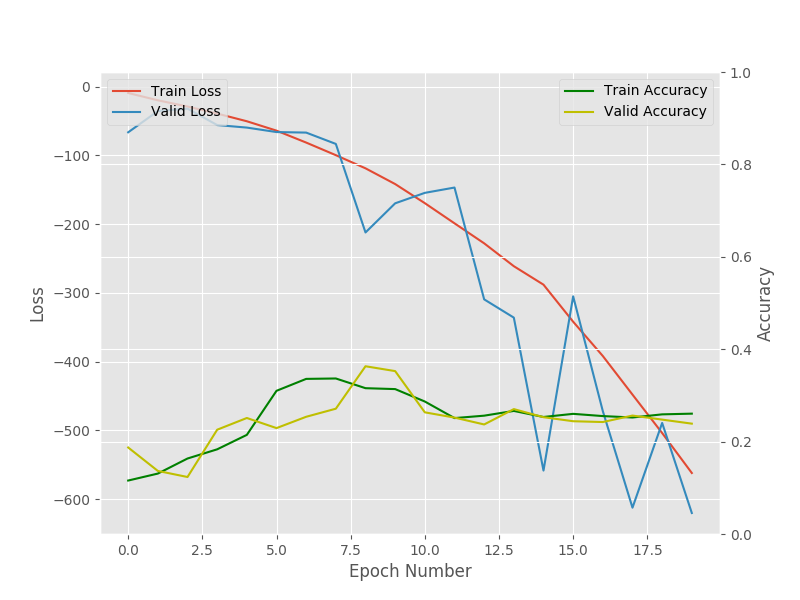 Train Loss
Valid Loss
Train Accuracy
Valid Accuracy
0
−100
−200
−300
−400
−500
−600
Loss
1.0
0.8
0.6
0.4
0.2
0.0
Accuracy
0.0 2.5 5.0 7.5 10.0 12.5 15.0 17.5
Epoch Number